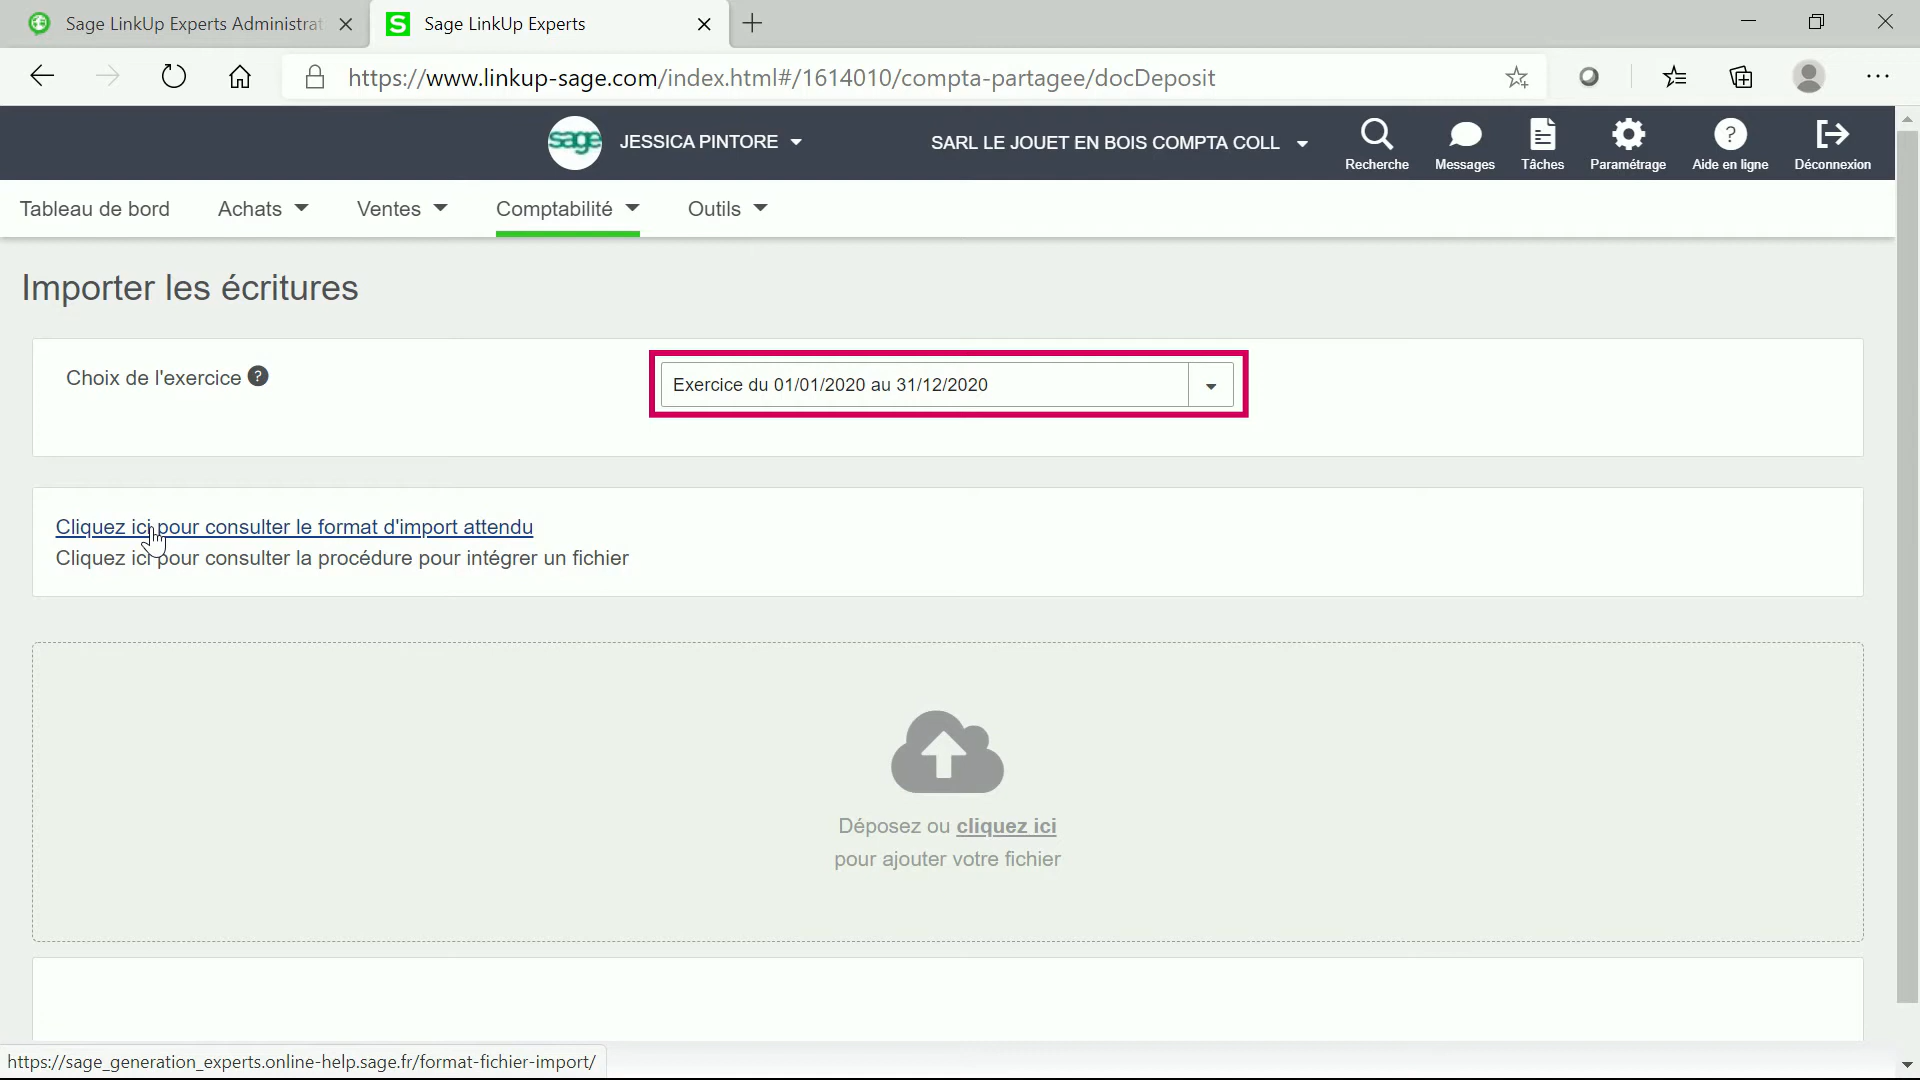 Sage LinkUp Experts Administrat
Sage LinkUp Experts
https://www.linkup-sage.com/index.html#/1614010/compta-partagee/docDeposit
sage
JESSICA PINTORE
SARL LE JOUET EN BOIS COMPTA COLL
Recherche
Messages
Tâches
Paramétrage
? Aide en ligne
Déconnexion
Tableau de bord
Achats
Ventes
Comptabilité
Outils
Importer les écritures
Choix de l'exercice ?
Exercice du 01/01/2020 au 31/12/2020
Cliquez ici pour consulter le format d'import attendu
Cliquez ici pour consulter la procédure pour intégrer un fichier
Déposez ou cliquez ici
pour ajouter votre fichier
https://sage_generation_experts.online-help.sage.fr/format-fichier-import/